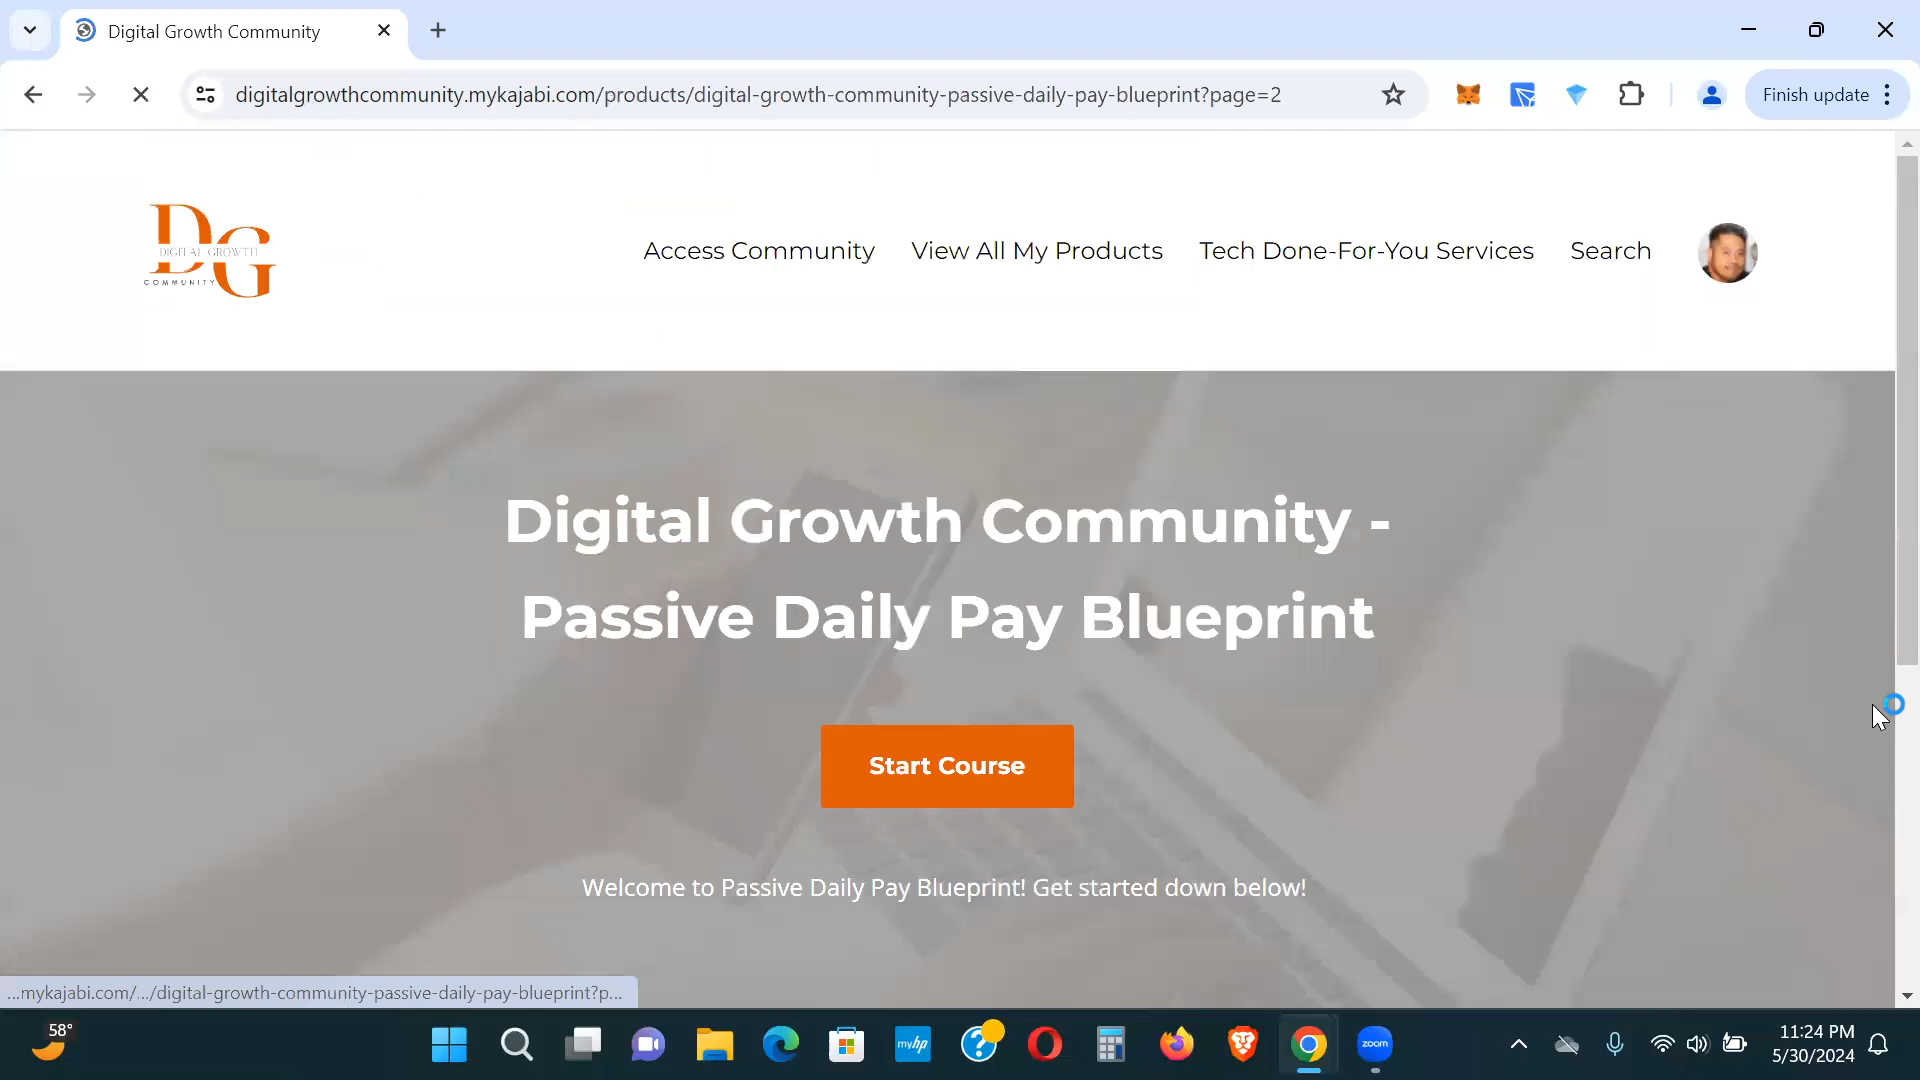 Digital Growth Community
digitalgrowthcommunity.mykajabi.com/products/digital-growth-community-passive-daily-pay-blueprint?page=2
Finish update
DG
DIGITAL GROWTH
COMMUNITY
Access Community
View All My Products
Tech Done-For-You Services
Search
Digital Growth Community -
Passive Daily Pay Blueprint
Start Course
Welcome to Passive Daily Pay Blueprint! Get started down below!
...mykajabi.com/.../digital-growth-community-passive-daily-pay-blueprint?p...
58°
myhp
zoom
11:24 PM
5/30/2024